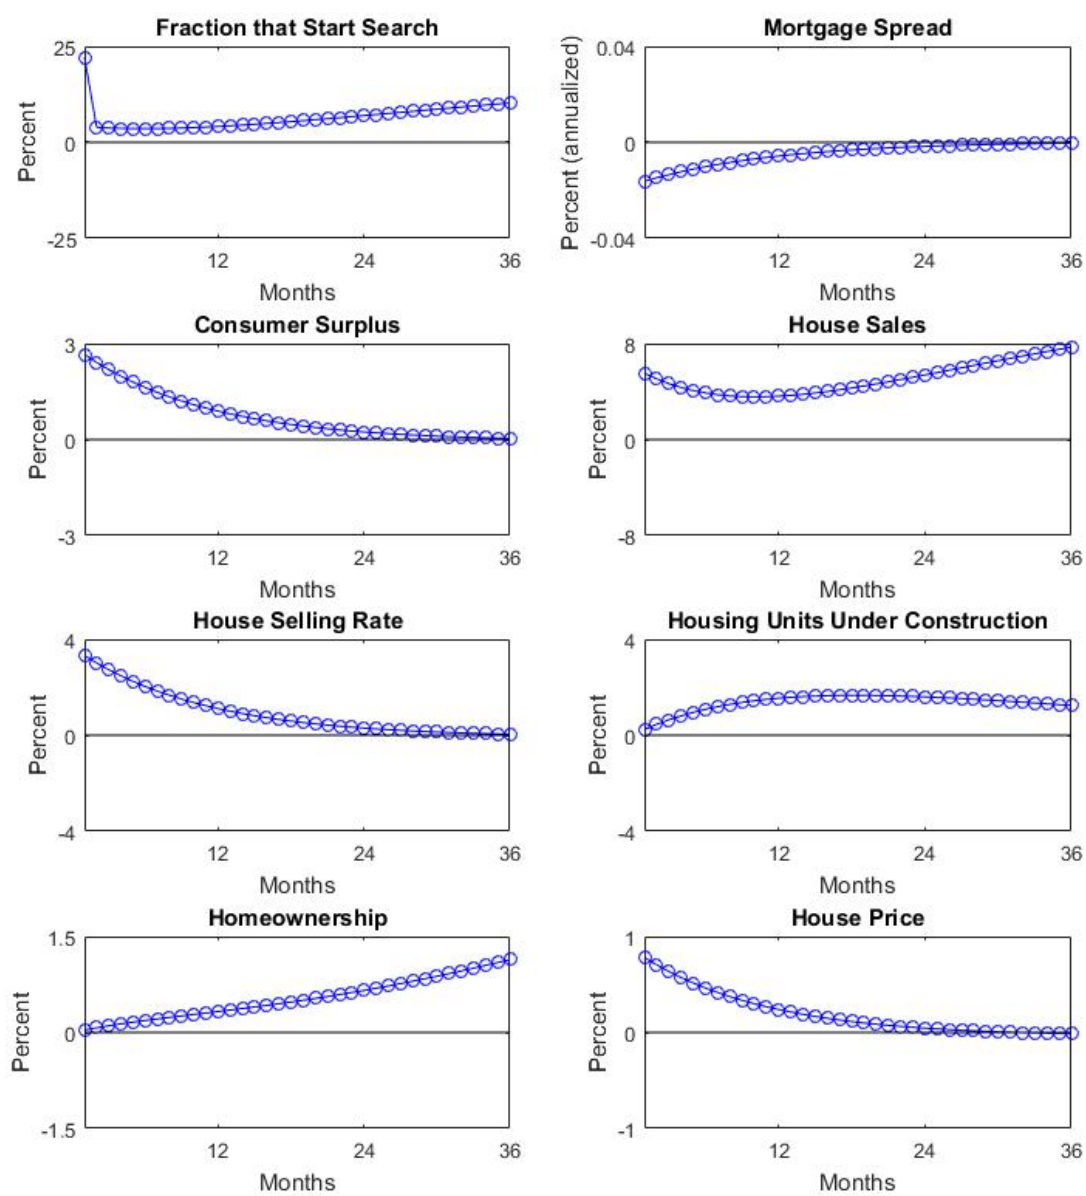 Fraction that Start Search
25
0
-25
Percent
12 24 36
Months
Mortgage Spread
0.04
0
-0.04
Percent (annualized)
12 24 36
Months
Consumer Surplus
3
0
-3
Percent
12 24 36
Months
House Sales
8
0
-8
Percent
12 24 36
Months
House Selling Rate
4
0
-4
Percent
12 24 36
Months
Housing Units Under Construction
4
0
-4
Percent
12 24 36
Months
Homeownership
1.5
0
-1.5
Percent
12 24 36
Months
House Price
1
0
-1
Percent
12 24 36
Months